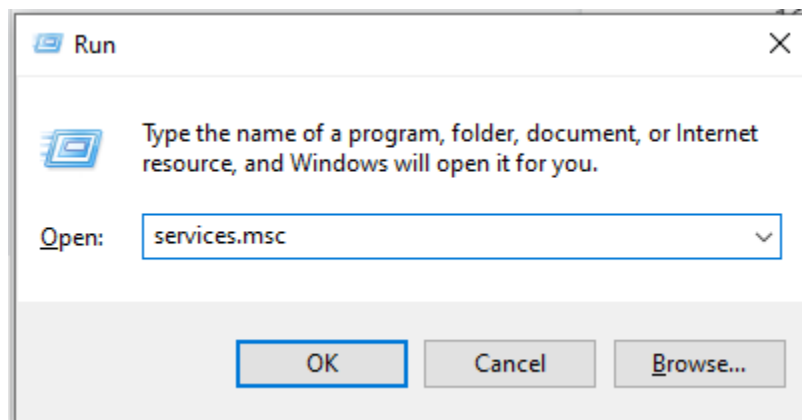 Run
Type the name of a program, folder, document, or Internet
resource, and Windows will open it for you.
Open: services.msc
OK Cancel Browse...